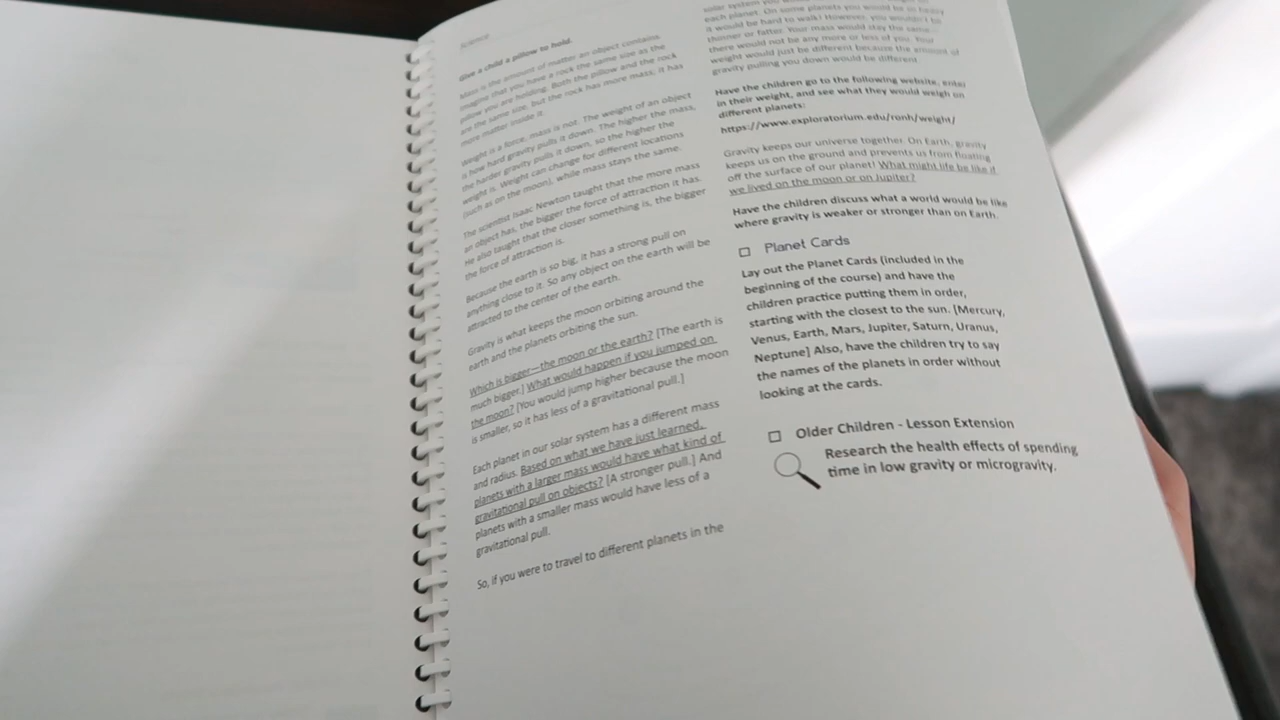 Science
Give a child a pillow to hold.
Mass is the amount of matter an object contains.
Imagine that you have a rock the same size as the
pillow you are holding. Both the pillow and the rock
are the same size, but the rock has more mass, it has
more matter inside it.
Weight is a force, mass is not. The weight of an object
is how hard gravity pulls it down. The higher the mass,
the harder gravity pulls it down, so the higher the
weight is. Weight can change for different locations
(such as on the moon), while mass stays the same.
The scientist Isaac Newton taught that the more mass
an object has, the bigger the force of attraction it has.
He also taught that the closer something is, the bigger
the force of attraction is.
Because the earth is so big, it has a strong pull on
anything close to it. So any object on the earth will be
attracted to the center of the earth.
Gravity is what keeps the moon orbiting around the
earth and the planets orbiting the sun.
Which is bigger—the moon or the earth? [The earth is
much bigger.] What would happen if you jumped on
the moon? [You would jump higher because the moon
is smaller, so it has less of a gravitational pull.]
Each planet in our solar system has a different mass
and radius. Based on what we have just learned,
planets with a larger mass would have what kind of
gravitational pull on objects? [A stronger pull.] And
planets with a smaller mass would have less of a
gravitational pull.
So, if you were to travel to different planets in the
solar system you
each planet. On some planets you would be so heavy
it would be hard to walk! However, you wouldn't be
thinner or fatter. Your mass would stay the same—
there would not be any more or less of you. Your
weight would just be different because the amount of
gravity pulling you down would be different.
Have the children go to the following website, enter
in their weight, and see what they would weigh on
different planets:
https://www.exploratorium.edu/ronh/weight/
Gravity keeps our universe together. On Earth, gravity
keeps us on the ground and prevents us from floating
off the surface of our planet! What might life be like if
we lived on the moon or on Jupiter?
Have the children discuss what a world would be like
where gravity is weaker or stronger than on Earth.
Planet Cards
Lay out the Planet Cards (included in the
beginning of the course) and have the
children practice putting them in order,
starting with the closest to the sun. [Mercury,
Venus, Earth, Mars, Jupiter, Saturn, Uranus,
Neptune] Also, have the children try to say
the names of the planets in order without
looking at the cards.
Older Children - Lesson Extension
Research the health effects of spending
time in low gravity or microgravity.